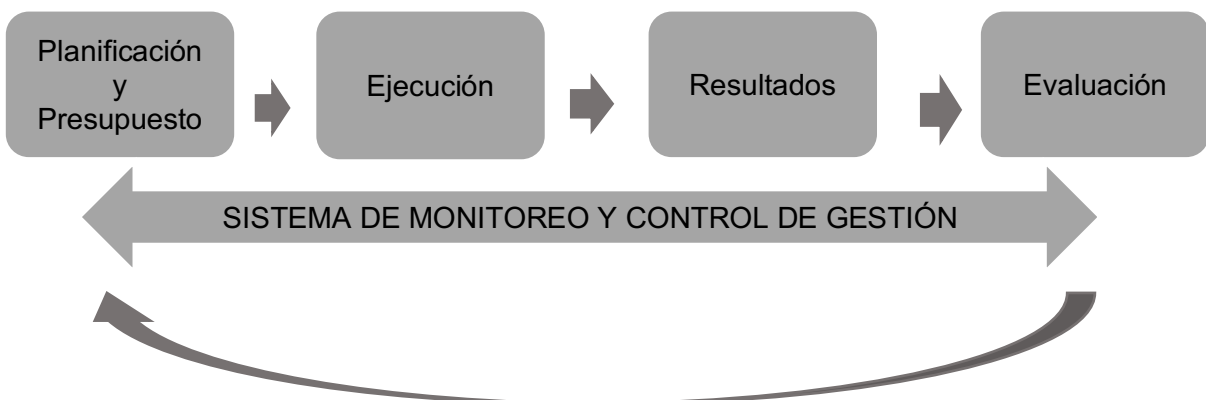 Planificación
y
Presupuesto
Ejecución
Resultados
Evaluación
SISTEMA DE MONITOREO Y CONTROL DE GESTIÓN